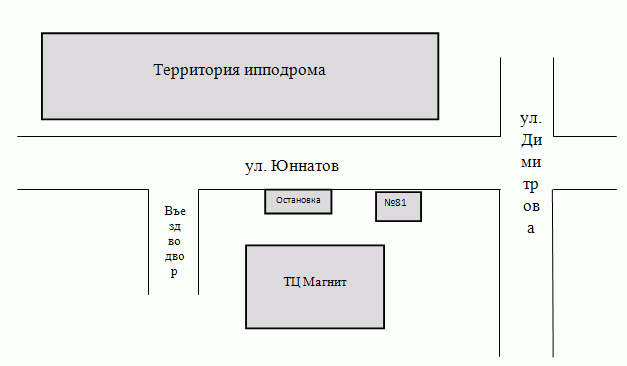 Территория ипподрома
ул.
Ди
ми
тр
ов
а
ул. Юннатов
Остановка
№81
Въе
зд
во
дво
р
ТЦ Магнит